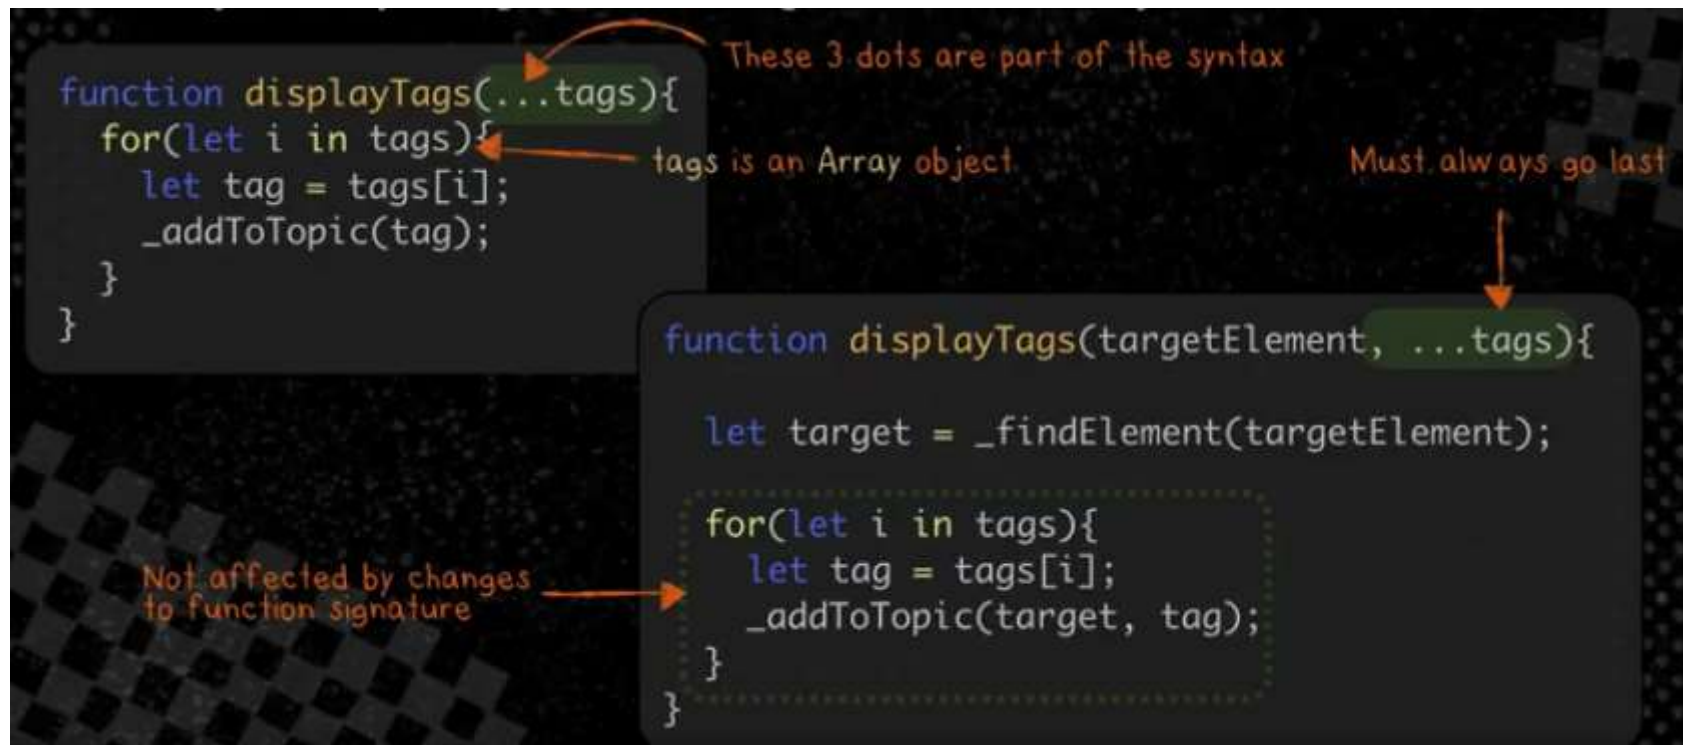 These 3 dots are part of the syntax
function displayTags(...tags){
for(let i in tags){
let tag = tags[i];
_addToTopic(tag);
}
}
tags is an Array object
Must always go last
function displayTags(targetElement, ...tags){
let target = _findElement(targetElement);
for(let i in tags){
let tag = tags[i];
_addToTopic(target, tag);
}
}
Not affected by changes
to function signature